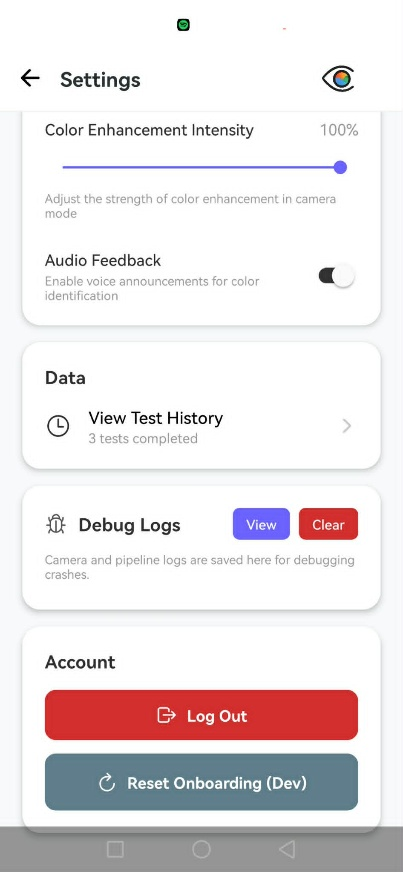 Settings
Color Enhancement Intensity 100%
Adjust the strength of color enhancement in camera
mode
Audio Feedback
Enable voice announcements for color
identification
Data
View Test History
3 tests completed
Debug Logs View Clear
Camera and pipeline logs are saved here for debugging
crashes.
Account
Log Out
Reset Onboarding (Dev)